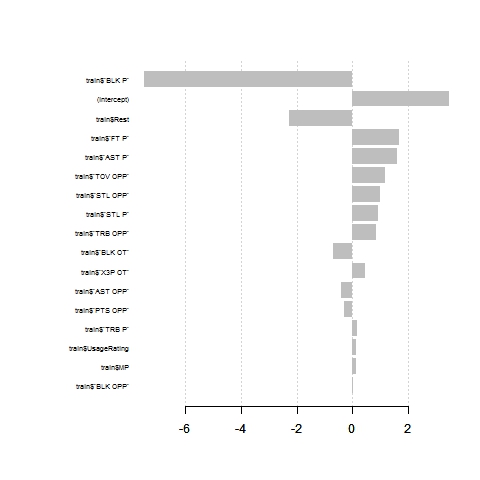 train$`BLK P`
(Intercept)
train$Rest
train$`FT P`
train$`AST P`
train$`TOV OPP`
train$`STL OPP`
train$`STL P`
train$`TRB OPP`
train$`BLK OT`
train$`X3P OT`
train$`AST OPP`
train$`PTS OPP`
train$`TRB P`
train$UsageRating
train$MP
train$`BLK OPP`
-6 -4 -2 0 2